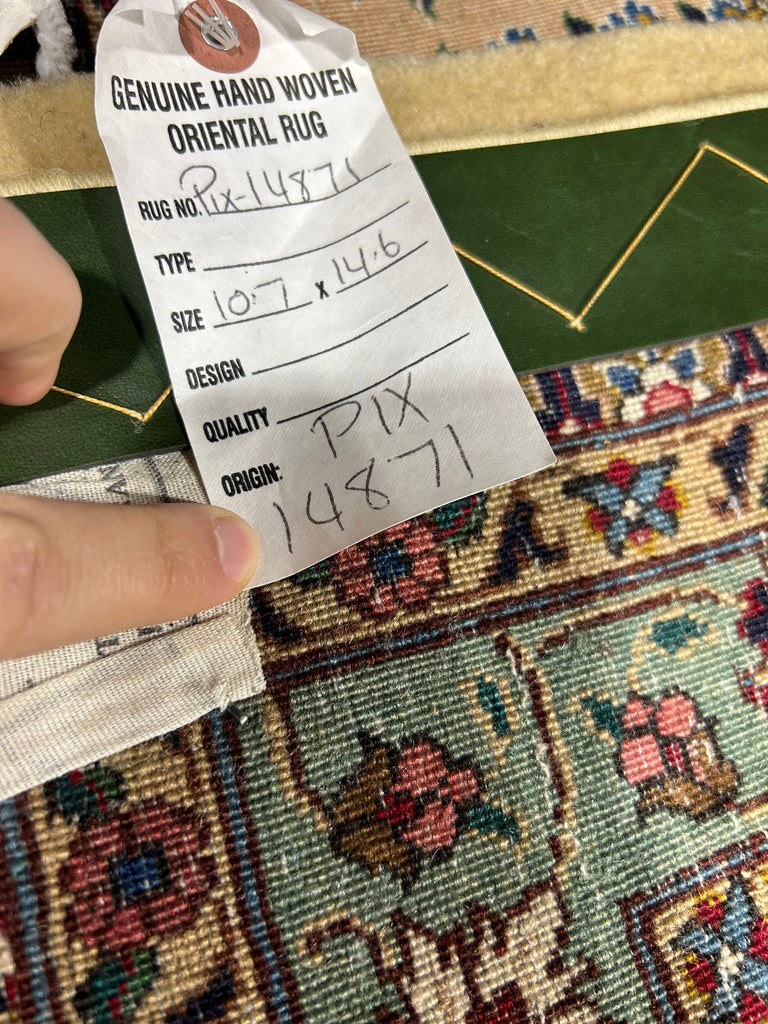 GENUINE HAND WOVEN
ORIENTAL RUG
RUG NO. Pix-14871
TYPE
SIZE 10.7 x 14.6
DESIGN
QUALITY
ORIGIN: PIX
14871